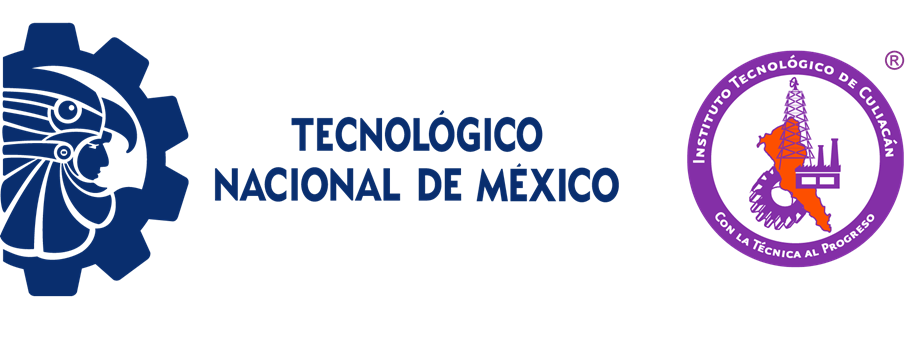 TECNOLÓGICO
NACIONAL DE MÉXICO
INSTITUTO TECNOLÓGICO DE CULIACÁN
CON LA TÉCNICA AL PROGRESO
®